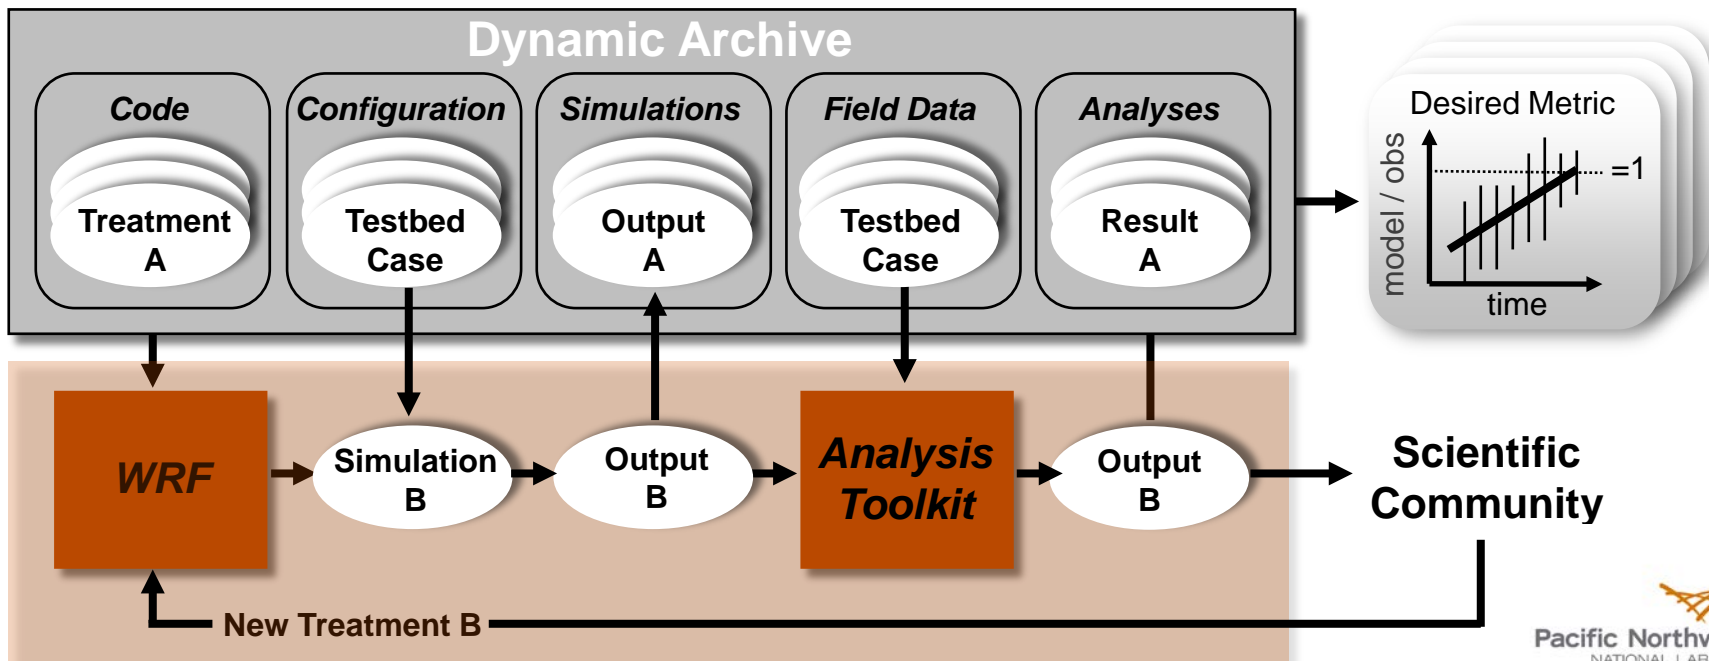 Dynamic Archive
Code
Configuration
Simulations
Field Data
Analyses
Treatment
A
Testbed
Case
Output
A
Testbed
Case
Result
A
Desired Metric
model / obs
=1
time
WRF
Simulation
B
Output
B
Analysis
Toolkit
Output
B
Scientific
Community
New Treatment B
Pacific